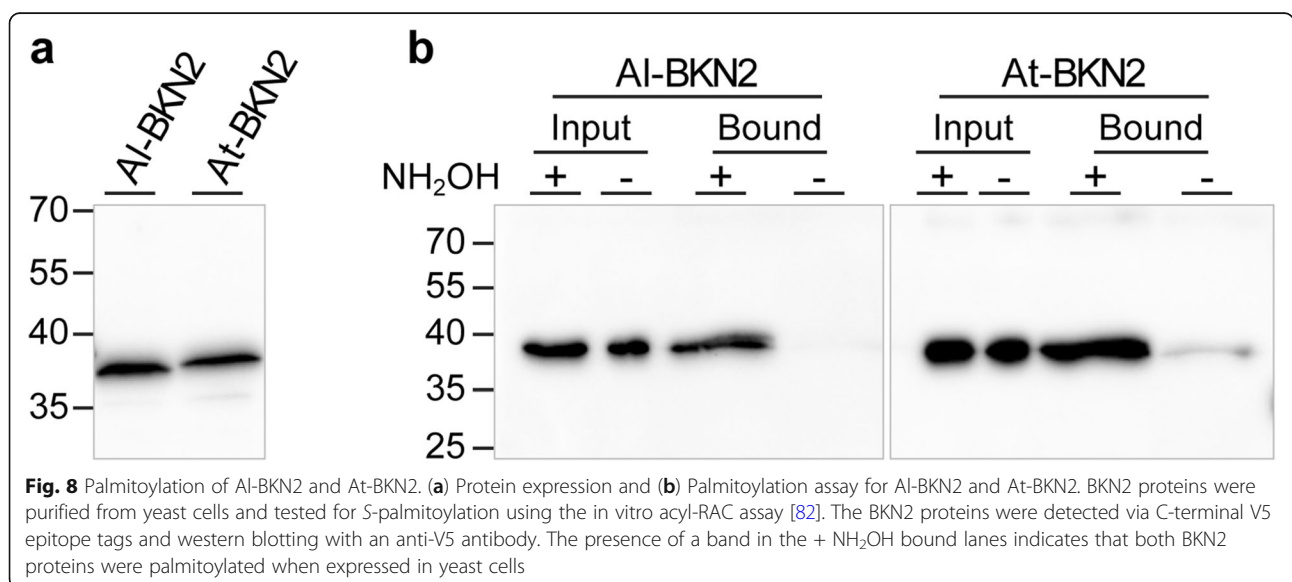 a
b
Al-BKN2
At-BKN2
Al-BKN2 At-BKN2
Input Bound Input Bound
NH₂OH + - + - + - + -
70
55
40
35
70
55
40
35
25
Fig. 8 Palmitoylation of Al-BKN2 and At-BKN2. (a) Protein expression and (b) Palmitoylation assay for Al-BKN2 and At-BKN2. BKN2 proteins were
purified from yeast cells and tested for S-palmitoylation using the in vitro acyl-RAC assay [82]. The BKN2 proteins were detected via C-terminal V5
epitope tags and western blotting with an anti-V5 antibody. The presence of a band in the + NH₂OH bound lanes indicates that both BKN2
proteins were palmitoylated when expressed in yeast cells